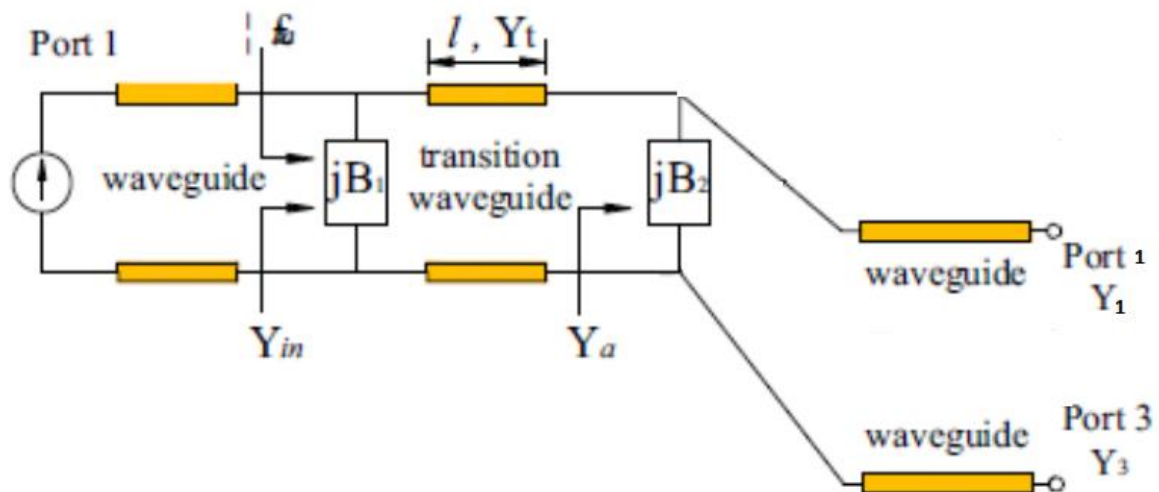 Port 1
l , Yt
waveguide
jB1
transition
waveguide
jB2
Yin
Ya
waveguide
Port 1
Y1
waveguide
Port 3
Y3